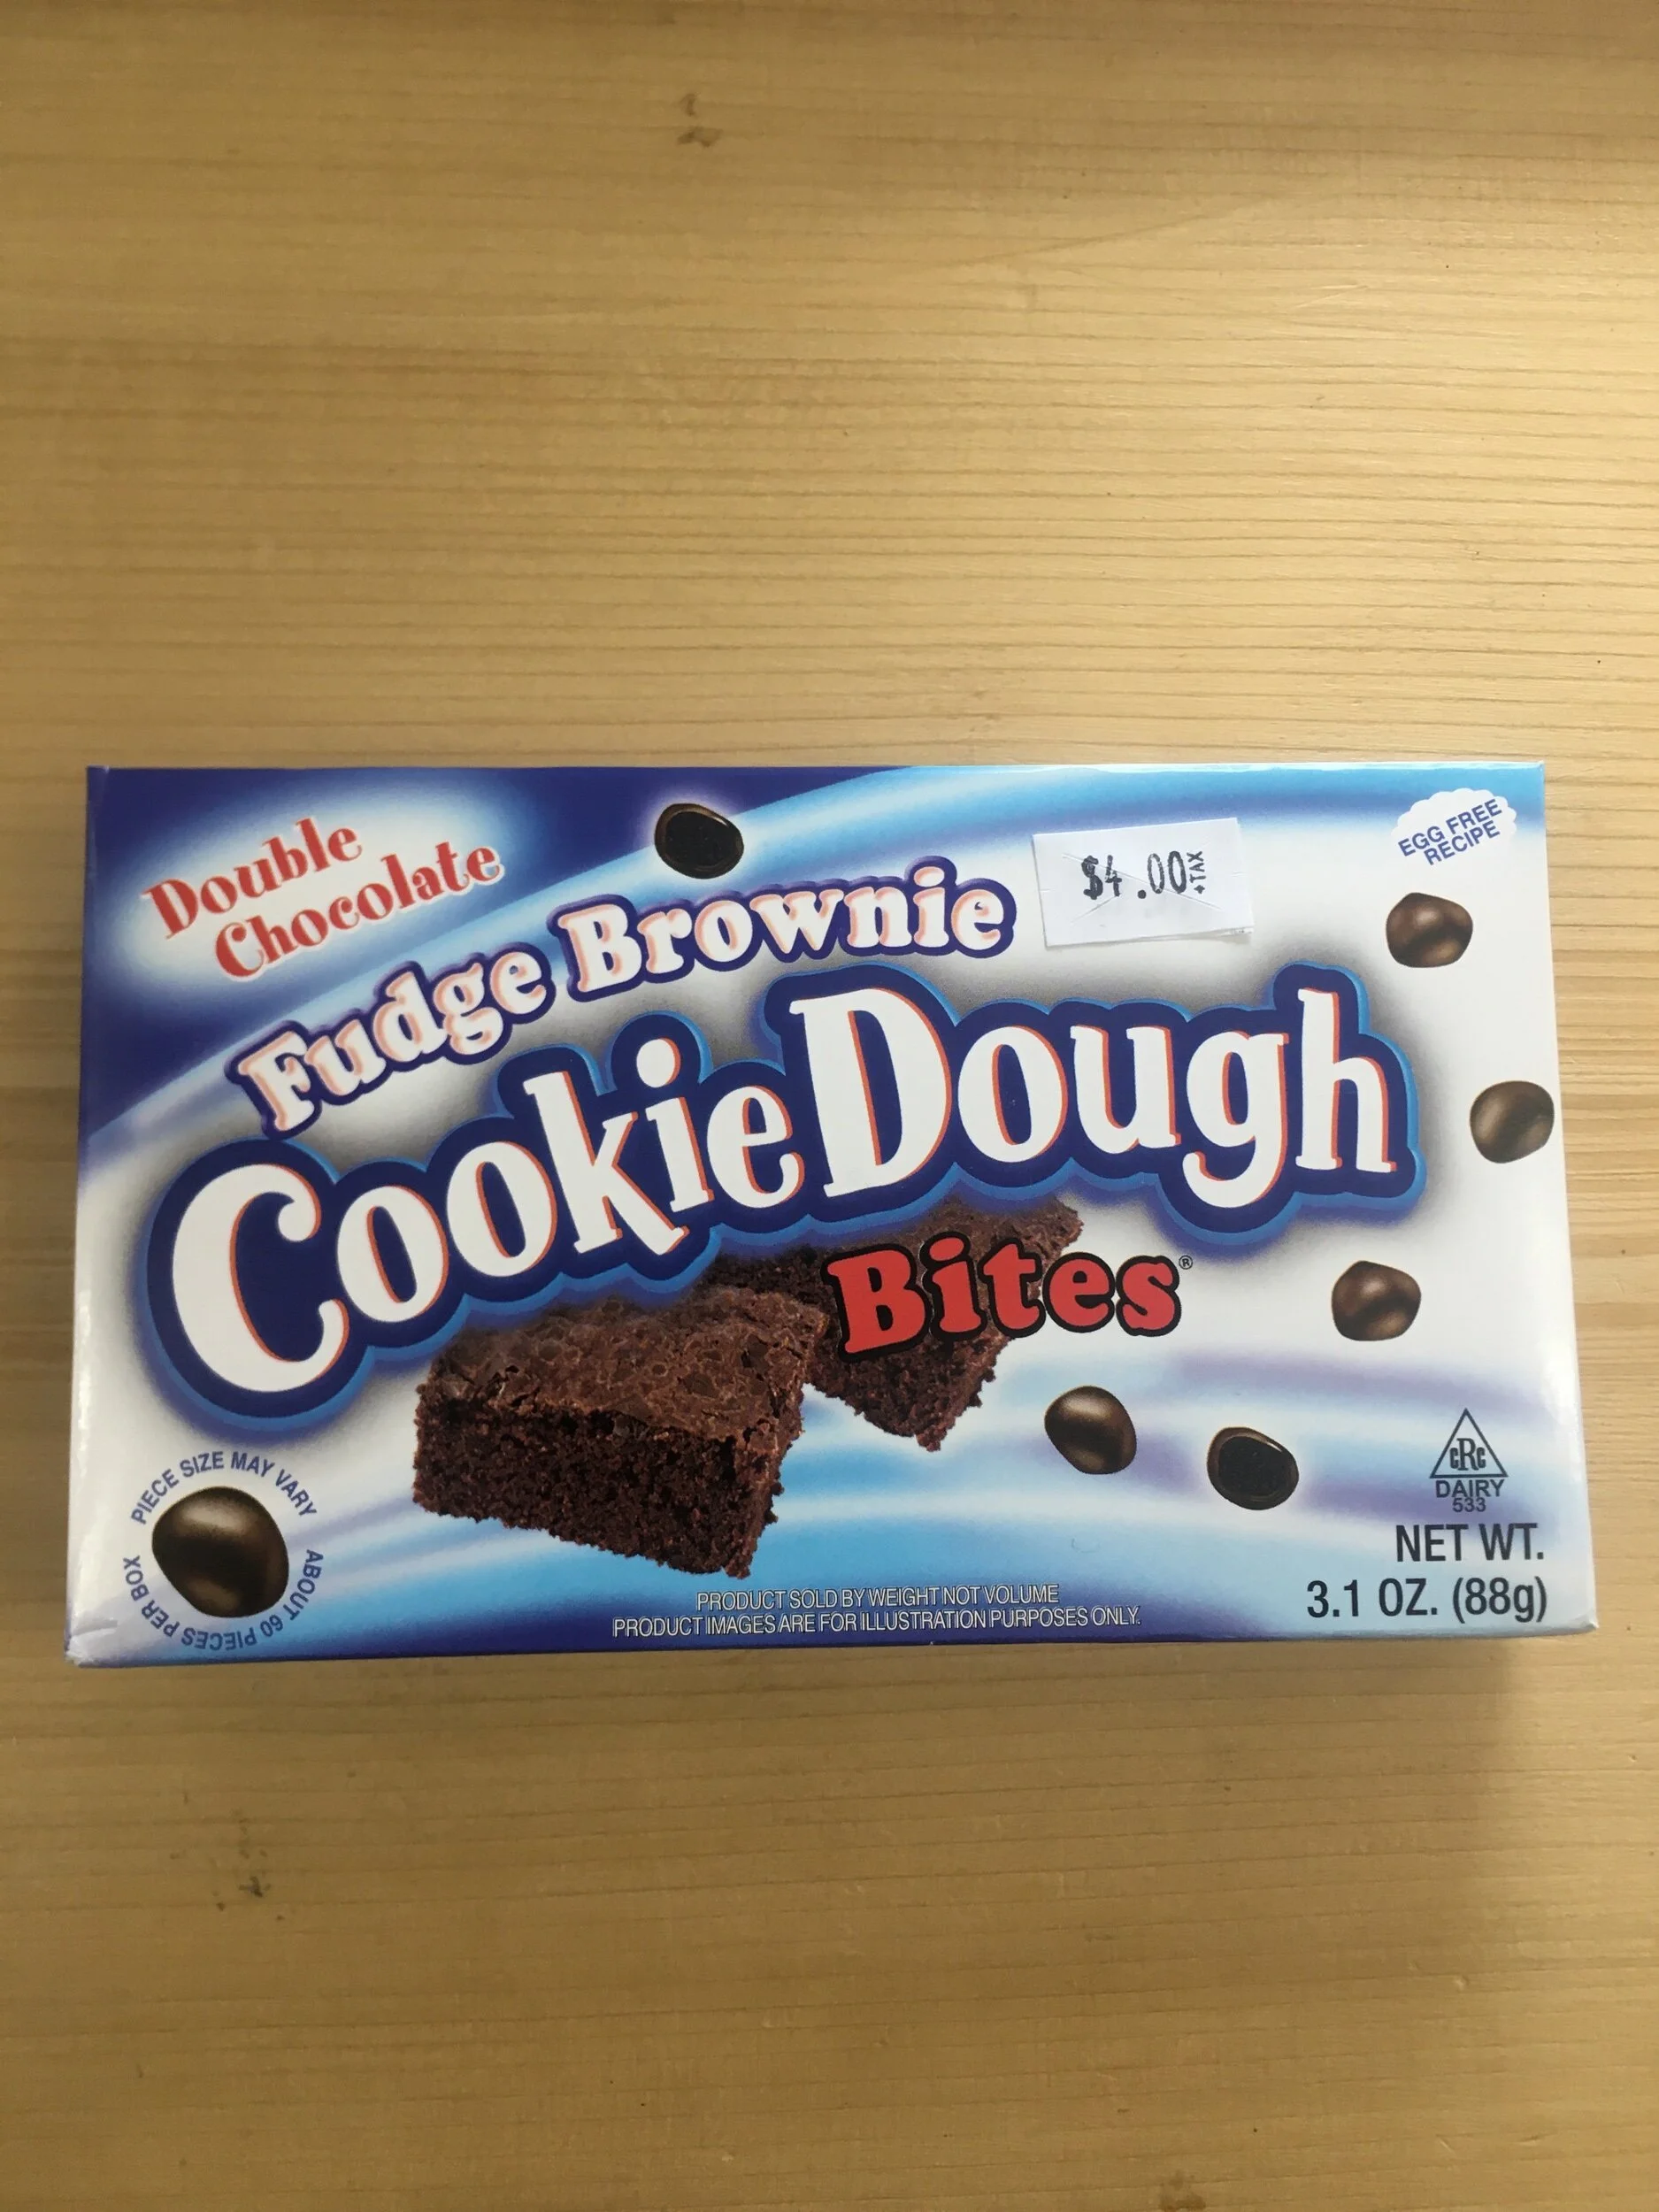 Double
Chocolate
$4.00+TAX
EGG FREE
RECIPE
Fudge Brownie
CookieDough
Bites®
PIECE SIZE MAY VARY
ABOUT 60 PIECES PER BOX
cRc
DAIRY
533
NET WT.
3.1 OZ. (88g)
PRODUCT SOLD BY WEIGHT NOT VOLUME
PRODUCT IMAGES ARE FOR ILLUSTRATION PURPOSES ONLY.